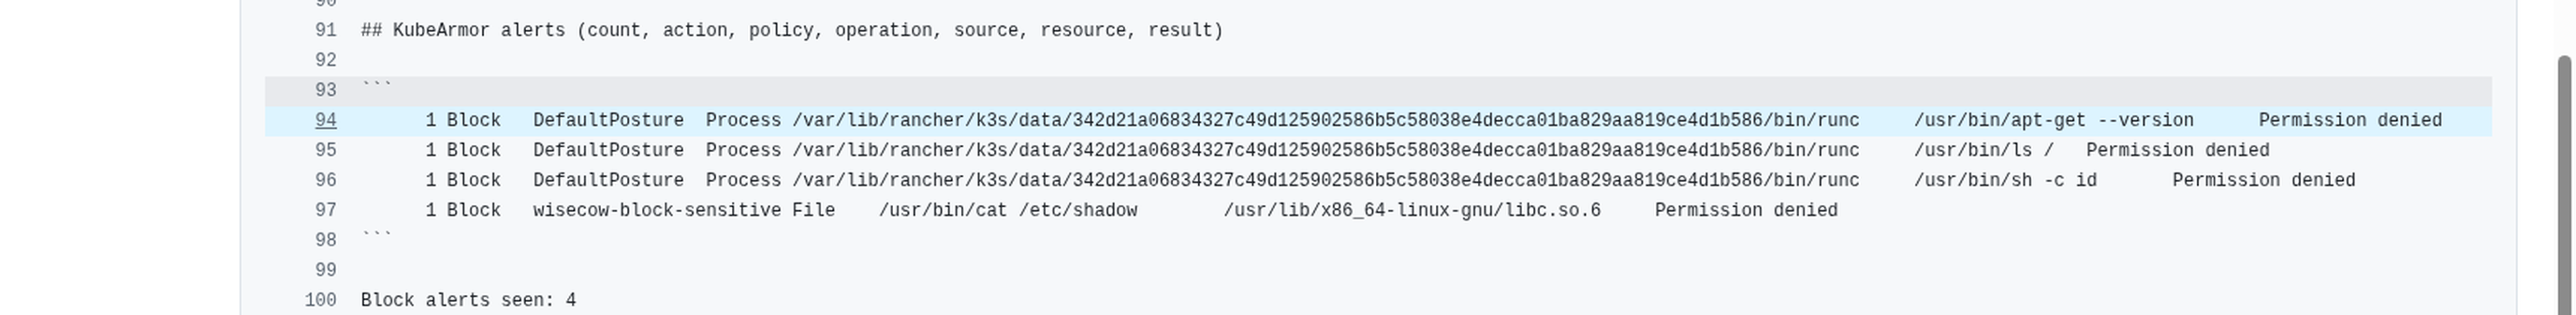 90
91 ## KubeArmor alerts (count, action, policy, operation, source, resource, result)
92
93 ```
94 1 Block DefaultPosture Process /var/lib/rancher/k3s/data/342d21a06834327c49d125902586b5c58038e4decca01ba829aa819ce4d1b586/bin/runc /usr/bin/apt-get --version Permission denied
95 1 Block DefaultPosture Process /var/lib/rancher/k3s/data/342d21a06834327c49d125902586b5c58038e4decca01ba829aa819ce4d1b586/bin/runc /usr/bin/ls / Permission denied
96 1 Block DefaultPosture Process /var/lib/rancher/k3s/data/342d21a06834327c49d125902586b5c58038e4decca01ba829aa819ce4d1b586/bin/runc /usr/bin/sh -c id Permission denied
97 1 Block wisecow-block-sensitive File /usr/bin/cat /etc/shadow /usr/lib/x86_64-linux-gnu/libc.so.6 Permission denied
98 ```
99
100 Block alerts seen: 4